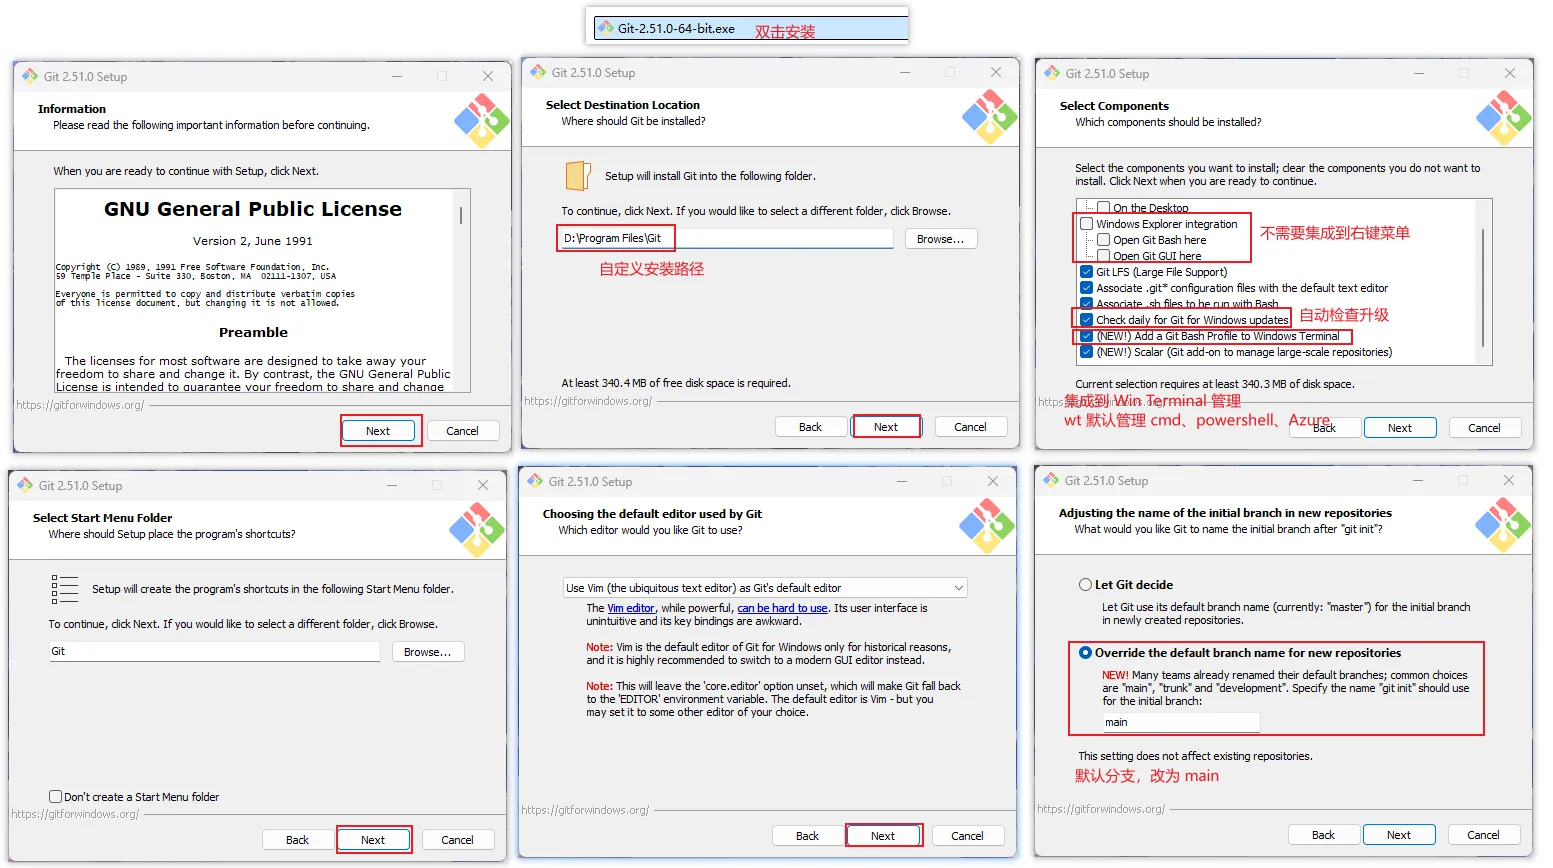 Git-2.51.0-64-bit.exe 双击安装
Git 2.51.0 Setup
Information
Please read the following important information before continuing.
When you are ready to continue with Setup, click Next.
GNU General Public License
Version 2, June 1991
Copyright (C) 1989, 1991 Free Software Foundation, Inc.
59 Temple Place - Suite 330, Boston, MA  02111-1307, USA
Everyone is permitted to copy and distribute verbatim copies
of this license document, but changing it is not allowed.
Preamble
The licenses for most software are designed to take away your
freedom to share and change it. By contrast, the GNU General Public
License is intended to guarantee your freedom to share and change
https://gitforwindows.org/
Next
Cancel
Git 2.51.0 Setup
Select Destination Location
Where should Git be installed?
Setup will install Git into the following folder.
To continue, click Next. If you would like to select a different folder, click Browse.
D:\Program Files\Git
Browse...
自定义安装路径
At least 340.4 MB of free disk space is required.
https://gitforwindows.org/
Back
Next
Cancel
Git 2.51.0 Setup
Select Components
Which components should be installed?
Select the components you want to install; clear the components you do not want to
install. Click Next when you are ready to continue.
On the Desktop
Windows Explorer integration
Open Git Bash here
Open Git GUI here
不需要集成到右键菜单
Git LFS (Large File Support)
Associate .git* configuration files with the default text editor
Associate .sh files to be run with Bash
Check daily for Git for Windows updates
自动检查升级
(NEW!) Add a Git Bash Profile to Windows Terminal
(NEW!) Scalar (Git add-on to manage large-scale repositories)
Current selection requires at least 340.3 MB of disk space.
https://gitforwindows.org/
集成到 Win Terminal 管理
wt 默认管理 cmd、powershell、Azure
Back
Next
Cancel
Git 2.51.0 Setup
Select Start Menu Folder
Where should Setup place the program's shortcuts?
Setup will create the program's shortcuts in the following Start Menu folder.
To continue, click Next. If you would like to select a different folder, click Browse.
Git
Browse...
Don't create a Start Menu folder
https://gitforwindows.org/
Back
Next
Cancel
Git 2.51.0 Setup
Choosing the default editor used by Git
Which editor would you like Git to use?
Use Vim (the ubiquitous text editor) as Git's default editor
The Vim editor, while powerful, can be hard to use. Its user interface is
unintuitive and its key bindings are awkward.
Note: Vim is the default editor of Git for Windows only for historical reasons,
and it is highly recommended to switch to a modern GUI editor instead.
Note: This will leave the 'core.editor' option unset, which will make Git fall back
to the 'EDITOR' environment variable. The default editor is Vim - but you
may set it to some other editor of your choice.
https://gitforwindows.org/
Back
Next
Cancel
Git 2.51.0 Setup
Adjusting the name of the initial branch in new repositories
What would you like Git to name the initial branch after "git init"?
Let Git decide
Let Git use its default branch name (currently: "master") for the initial branch
in newly created repositories.
Override the default branch name for new repositories
NEW! Many teams already renamed their default branches; common choices
are "main", "trunk" and "development". Specify the name "git init" should use
for the initial branch:
main
This setting does not affect existing repositories.
默认分支，改为 main
https://gitforwindows.org/
Back
Next
Cancel